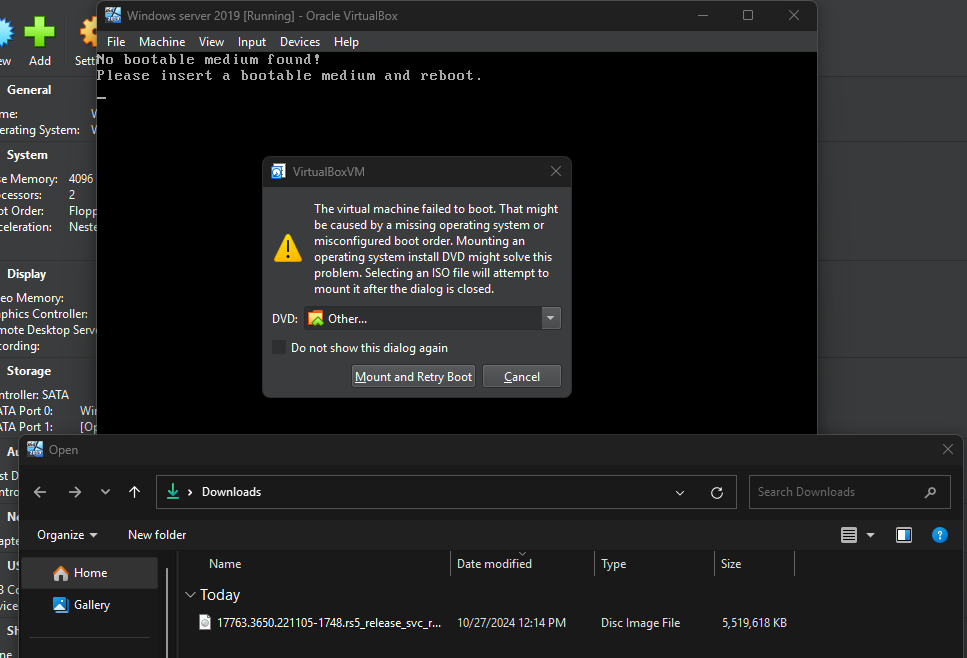 Windows server 2019 [Running] - Oracle VirtualBox
File Machine View Input Devices Help
No bootable medium found!
Please insert a bootable medium and reboot.
ew Add Setti
General
me: W
erating System: W
System
se Memory: 4096
cessors: 2
ot Order: Flopp
celeration: Neste
Display
eo Memory:
phics Controller:
mote Desktop Serve
cording:
Storage
ntroller: SATA
ATA Port 0: Win
ATA Port 1: [Op
VirtualBoxVM
The virtual machine failed to boot. That might
be caused by a missing operating system or
misconfigured boot order. Mounting an
operating system install DVD might solve this
problem. Selecting an ISO file will attempt to
mount it after the dialog is closed.
DVD: Other...
Do not show this dialog again
Mount and Retry Boot Cancel
Au
st D
ntro
Ne
apte
US
B Co
vice
Sh
Open
Downloads
Search Downloads
Organize New folder
Home
Gallery
Name Date modified Type Size
Today
17763.3650.221105-1748.rs5_release_svc_r... 10/27/2024 12:14 PM Disc Image File 5,519,618 KB